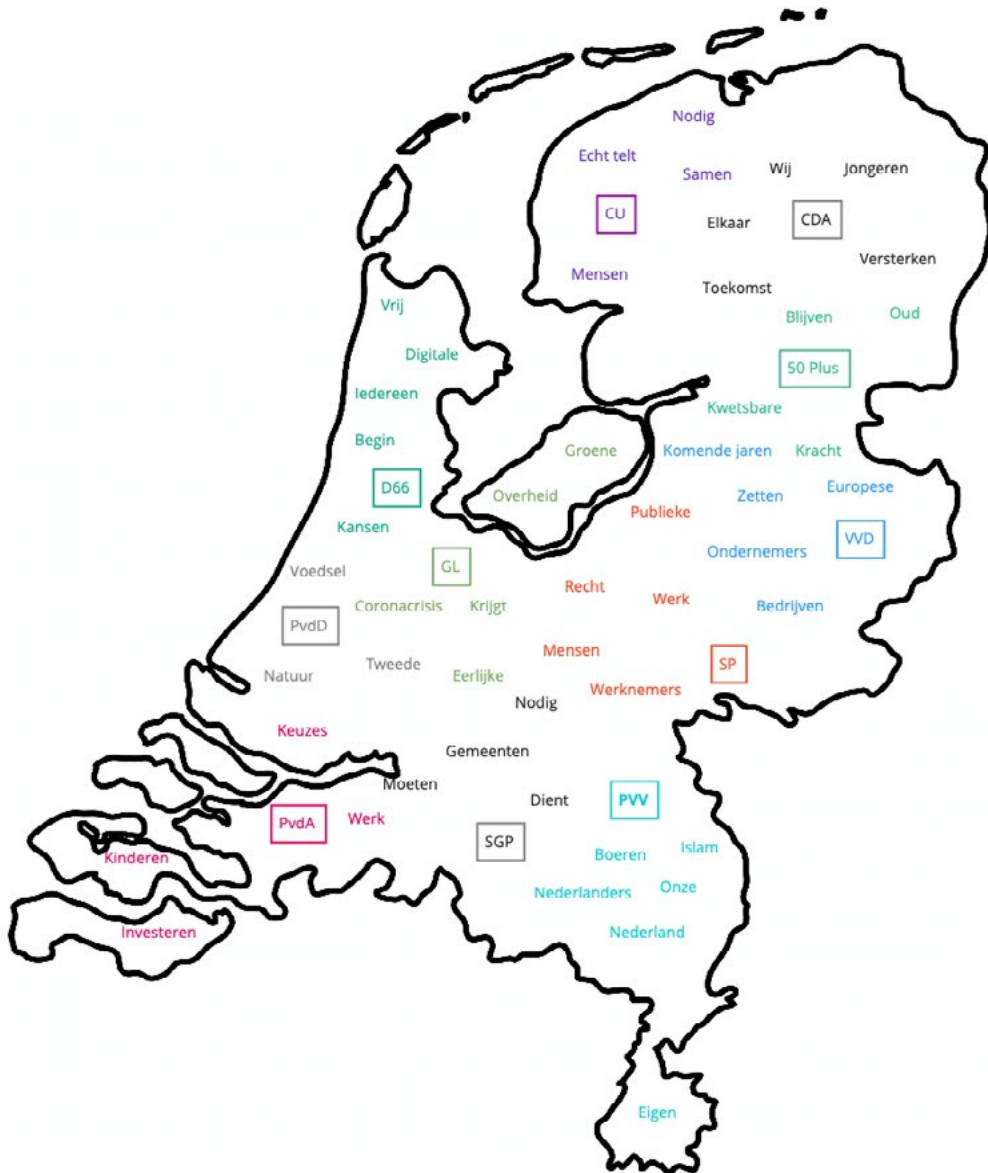 Nodig
Echt telt
Samen
Wij
Jongeren
CU
Elkaar
CDA
Mensen
Versterken
Toekomst
Vrij
Blijven
Oud
Digitale
50 Plus
Iedereen
Kwetsbare
Begin
Groene
Komende jaren
Kracht
D66
Overheid
Zetten
Europese
Publieke
Kansen
Ondernemers
VVD
Voedsel
GL
Recht
Coronacrisis
Krijgt
Werk
Bedrijven
PvdD
Mensen
SP
Natuur
Tweede
Eerlijke
Werknemers
Nodig
Keuzes
Gemeenten
Moeten
Dient
PVV
PvdA
Werk
SGP
Kinderen
Boeren
Islam
Nederlanders
Onze
Investeren
Nederland
Eigen